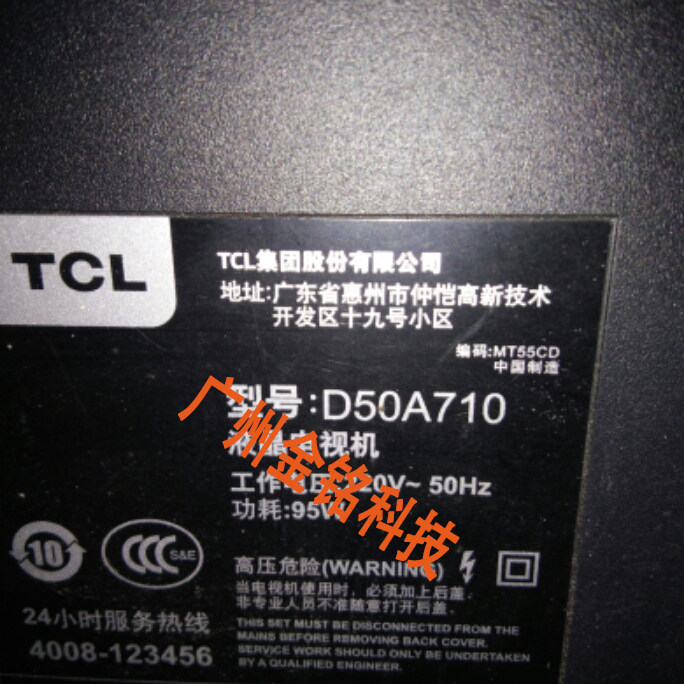 TCL
TCL集团股份有限公司
地址:广东省惠州市仲恺高新技术
开发区十九号小区
编码:MT55CD
中国制造
型号:D50A710
液晶电视机
工作电压:220V~ 50Hz
功耗:95W
广州金铭科技
10
CCC S&E
高压危险(WARNING)
当电视机使用时,必须加上后盖.
非专业人员不准随意打开后盖.
24小时服务热线
4008-123456
THIS SET MUST BE DISCONNECTED FROM THE
MAINS BEFORE REMOVING BACK COVER.
SERVICE WORK SHOULD ONLY BE UNDERTAKEN
BY A QUALIFIED ENGINEER.